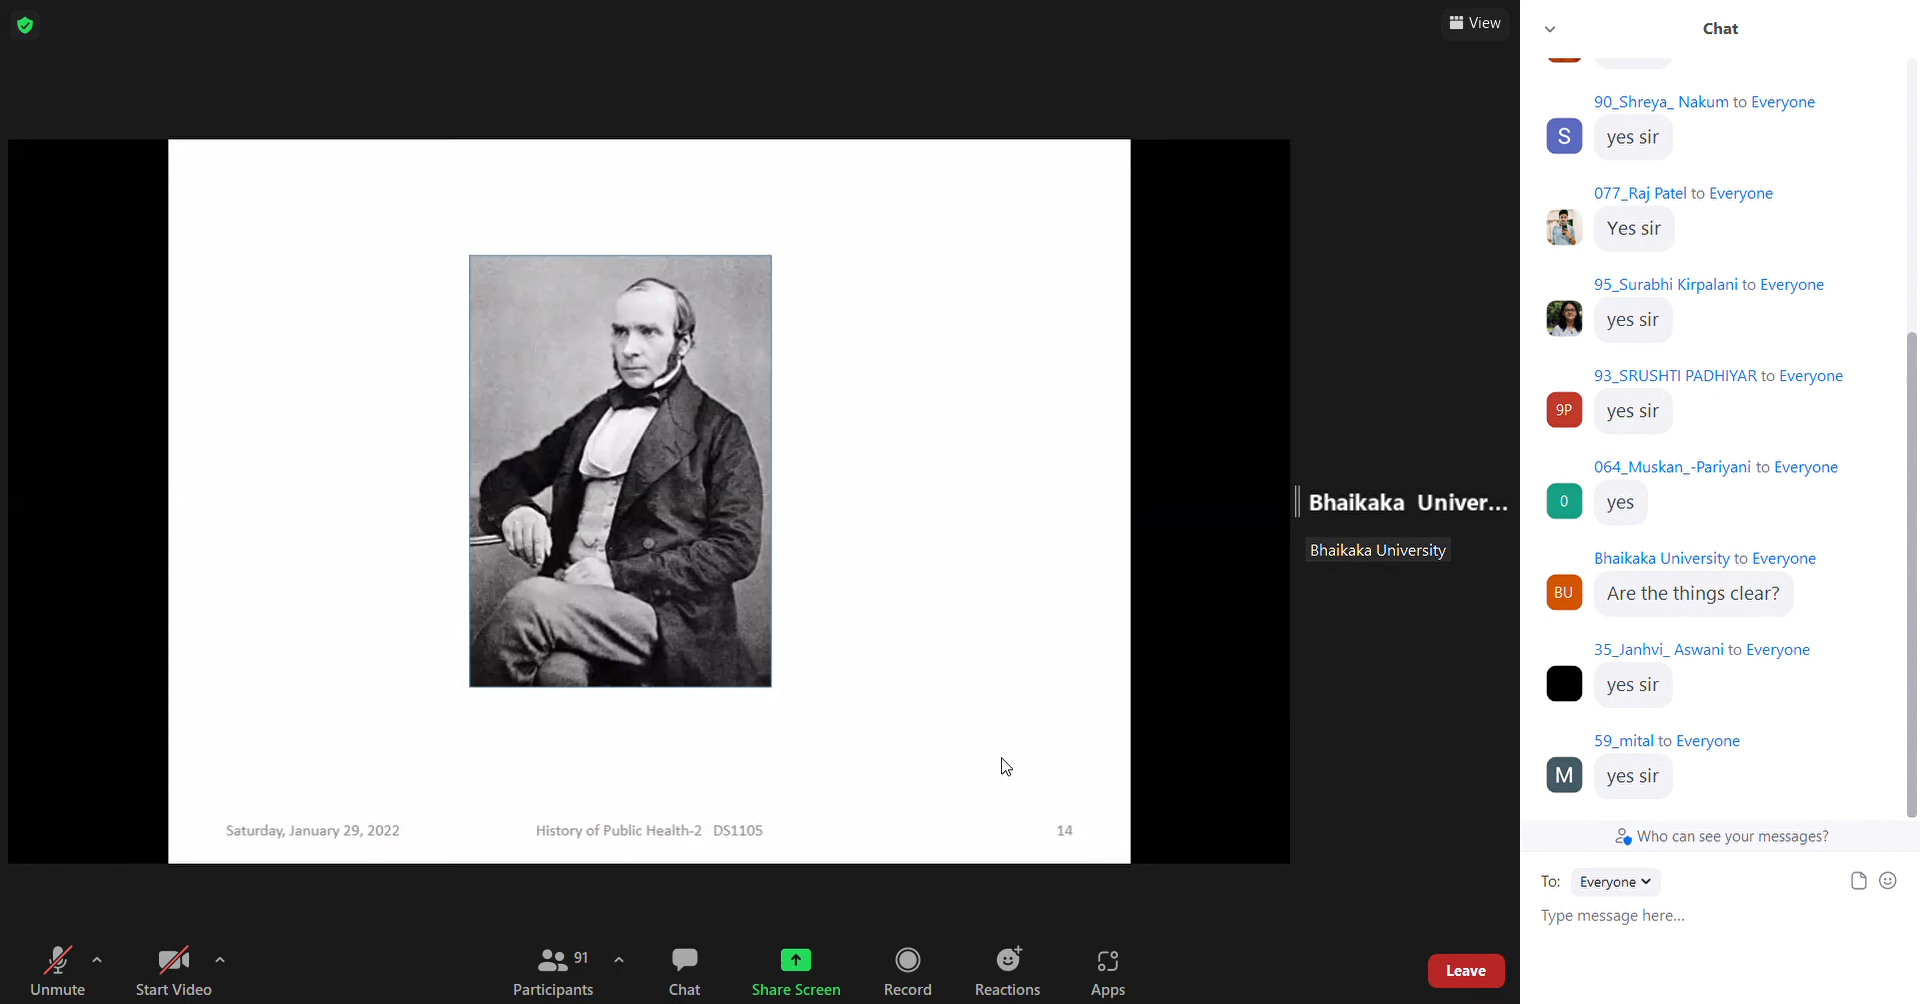 View
Saturday, January 29, 2022
History of Public Health-2 DS1105
14
Bhaikaka Univer...
Bhaikaka University
Unmute
Start Video
91
Participants
Chat
Share Screen
Record
Reactions
Apps
Leave
Chat
90_Shreya_ Nakum to Everyone
S
yes sir
077_Raj Patel to Everyone
Yes sir
95_Surabhi Kirpalani to Everyone
yes sir
93_SRUSHTI PADHIYAR to Everyone
9P
yes sir
064_Muskan_-Pariyani to Everyone
0
yes
Bhaikaka University to Everyone
BU
Are the things clear?
35_Janhvi_ Aswani to Everyone
yes sir
59_mital to Everyone
M
yes sir
Who can see your messages?
To: Everyone
Type message here...